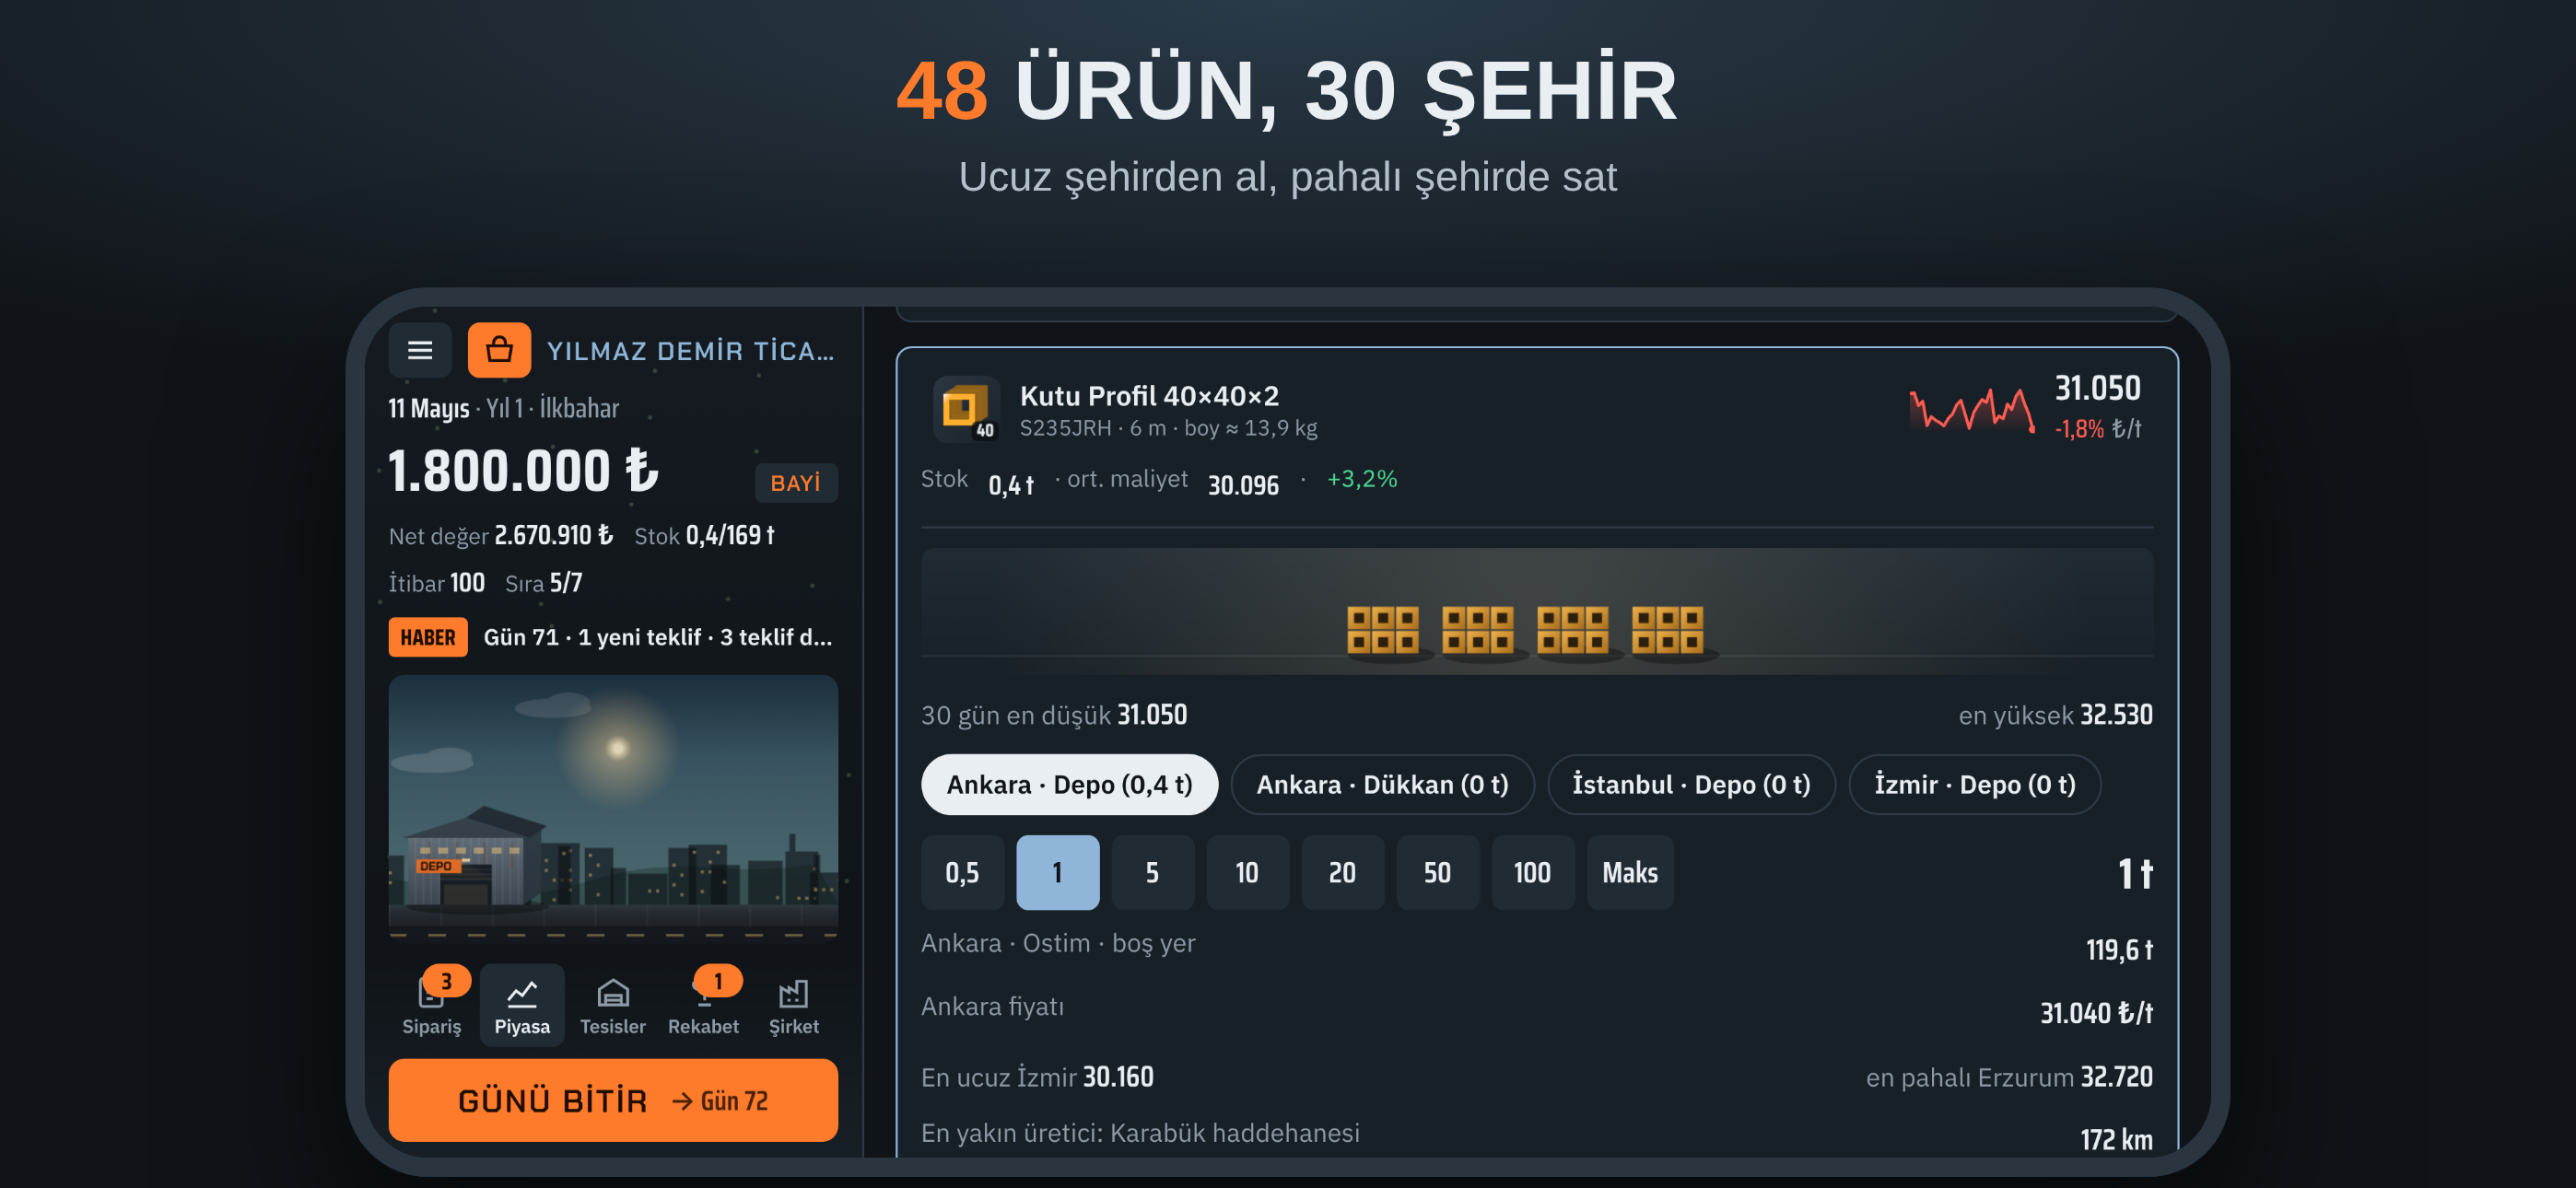 48 ÜRÜN, 30 ŞEHİR
Ucuz şehirden al, pahalı şehirde sat
YILMAZ DEMİR TİCA...
11 Mayıs · Yıl 1 · İlkbahar
1.800.000 ₺
BAYİ
Net değer 2.670.910 ₺ Stok 0,4/169 t
İtibar 100 Sıra 5/7
HABER Gün 71 · 1 yeni teklif · 3 teklif d...
DEPO
3
1
Sipariş Piyasa Tesisler Rekabet Şirket
GÜNÜ BİTİR → Gün 72
40
Kutu Profil 40×40×2
S235JRH · 6 m · boy ≈ 13,9 kg
31.050
-1,8% ₺/t
Stok 0,4 t · ort. maliyet 30.096 · +3,2%
30 gün en düşük 31.050 en yüksek 32.530
Ankara · Depo (0,4 t) Ankara · Dükkan (0 t) İstanbul · Depo (0 t) İzmir · Depo (0 t)
0,5 1 5 10 20 50 100 Maks 1 t
Ankara · Ostim · boş yer 119,6 t
Ankara fiyatı 31.040 ₺/t
En ucuz İzmir 30.160 en pahalı Erzurum 32.720
En yakın üretici: Karabük haddehanesi 172 km